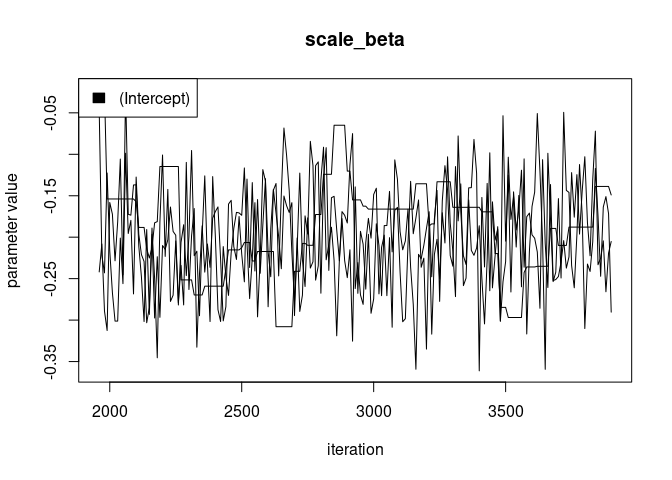 scale_beta
(Intercept)
parameter value
-0.05
-0.15
-0.25
-0.35
2000
2500
3000
3500
iteration